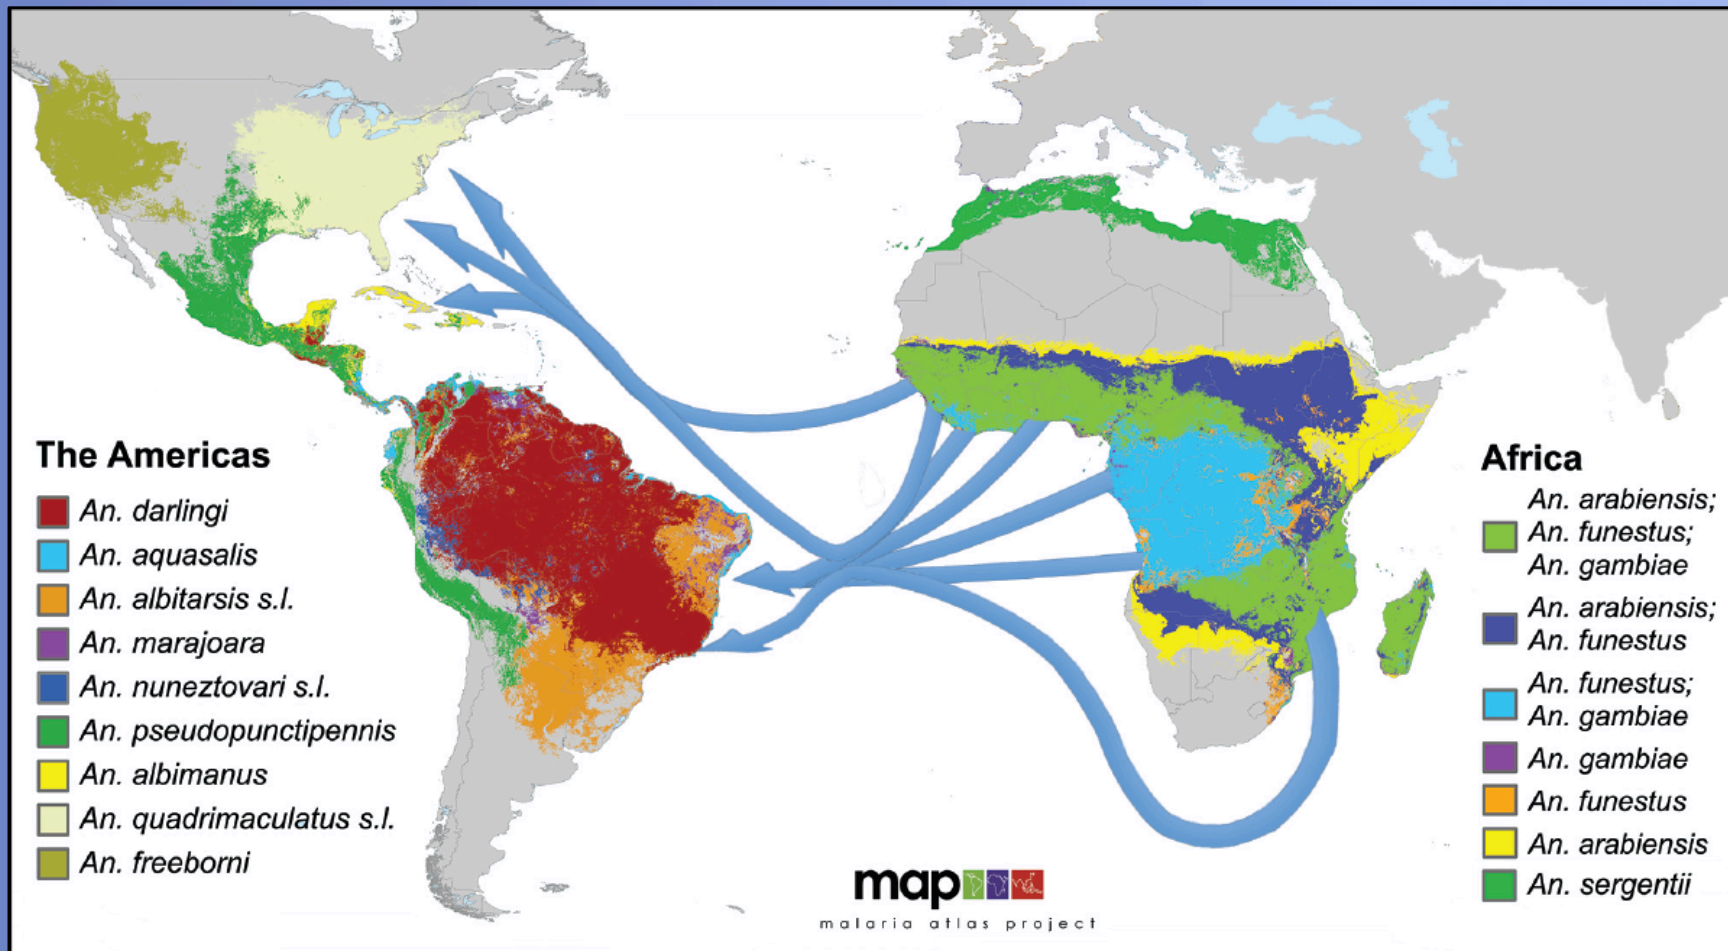 The Americas
An. darlingi
An. aquasalis
An. albitarsis s.l.
An. marajoara
An. nuneztovari s.l.
An. pseudopunctipennis
An. albimanus
An. quadrimaculatus s.l.
An. freeborni
Africa
An. arabiensis;
An. funestus;
An. gambiae
An. arabiensis;
An. funestus
An. funestus;
An. gambiae
An. gambiae
An. funestus
An. arabiensis
An. sergentii
map
malaria atlas project